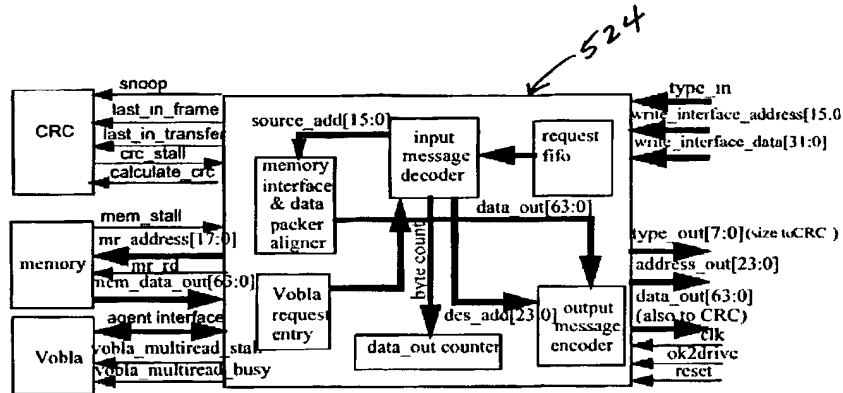 524
snoop
last_in_frame
last_in_transfer
crc_stall
calculate_crc
CRC
mem_stall
mr_address[17:0]
mr_rd
mem_data_out[63:0]
memory
agent interface
vobla_multiread_stall
vobla_multiread_busy
Vobla
source_add[15:0]
memory
interface
& data
packer
aligner
input
message
decoder
request
fifo
data_out[63:0]
byte count
Vobla
request
entry
des_add[23:0]
data_out counter
output
message
encoder
type_in
write_interface_address[15.0
write_interface_data[31:0]
type_out[7:0](size toCRC )
address_out[23:0]
data_out[63:0]
(also to CRC)
clk
ok2drive
reset